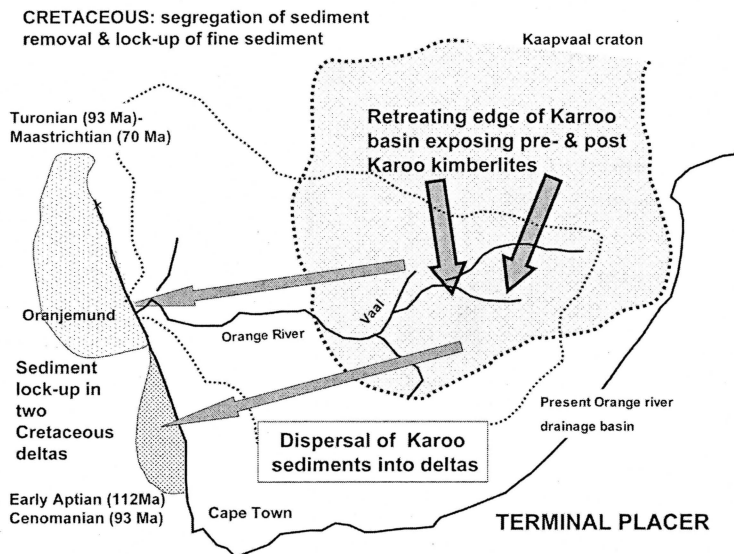 CRETACEOUS: segregation of sediment
removal & lock-up of fine sediment
Kaapvaal craton
Turonian (93 Ma)-
Maastrichtian (70 Ma)
Retreating edge of Karroo
basin exposing pre- & post
Karoo kimberlites
Oranjemund
Vaal
Orange River
Sediment
lock-up in
two
Cretaceous
deltas
Present Orange river
drainage basin
Dispersal of Karoo
sediments into deltas
Early Aptian (112Ma)
Cenomanian (93 Ma)
Cape Town
TERMINAL PLACER